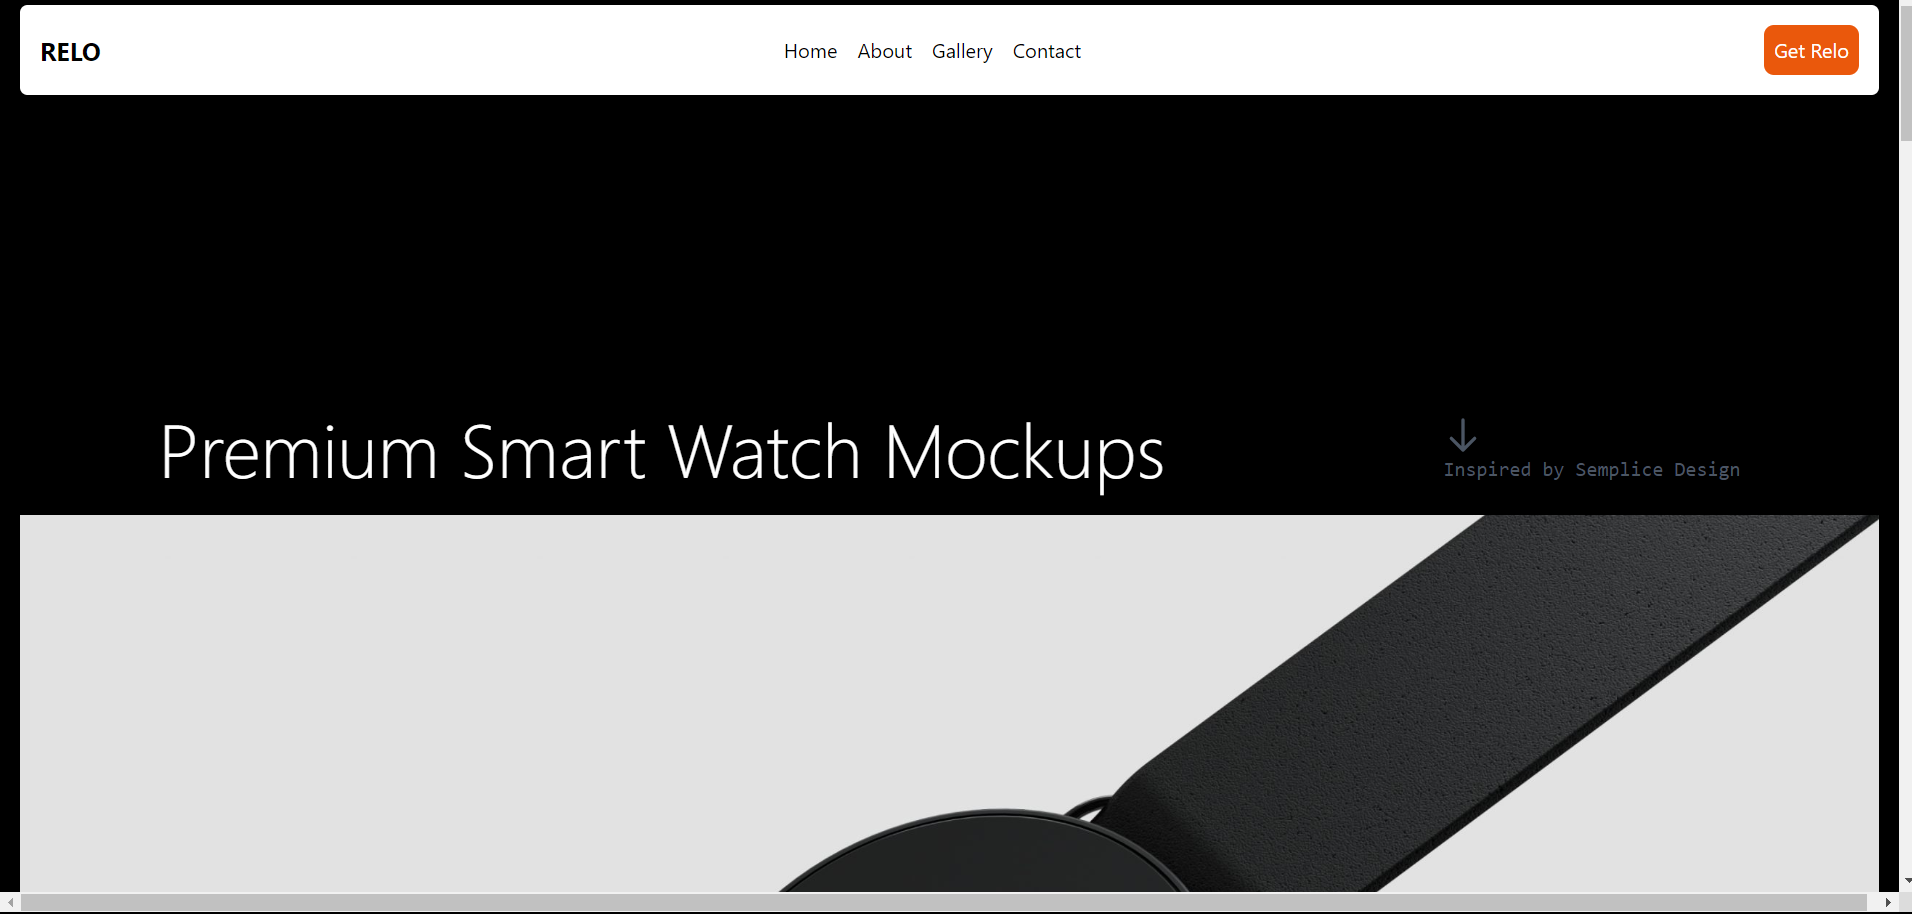 RELO
Home About Gallery Contact
Get Relo
Premium Smart Watch Mockups
Inspired by Semplice Design